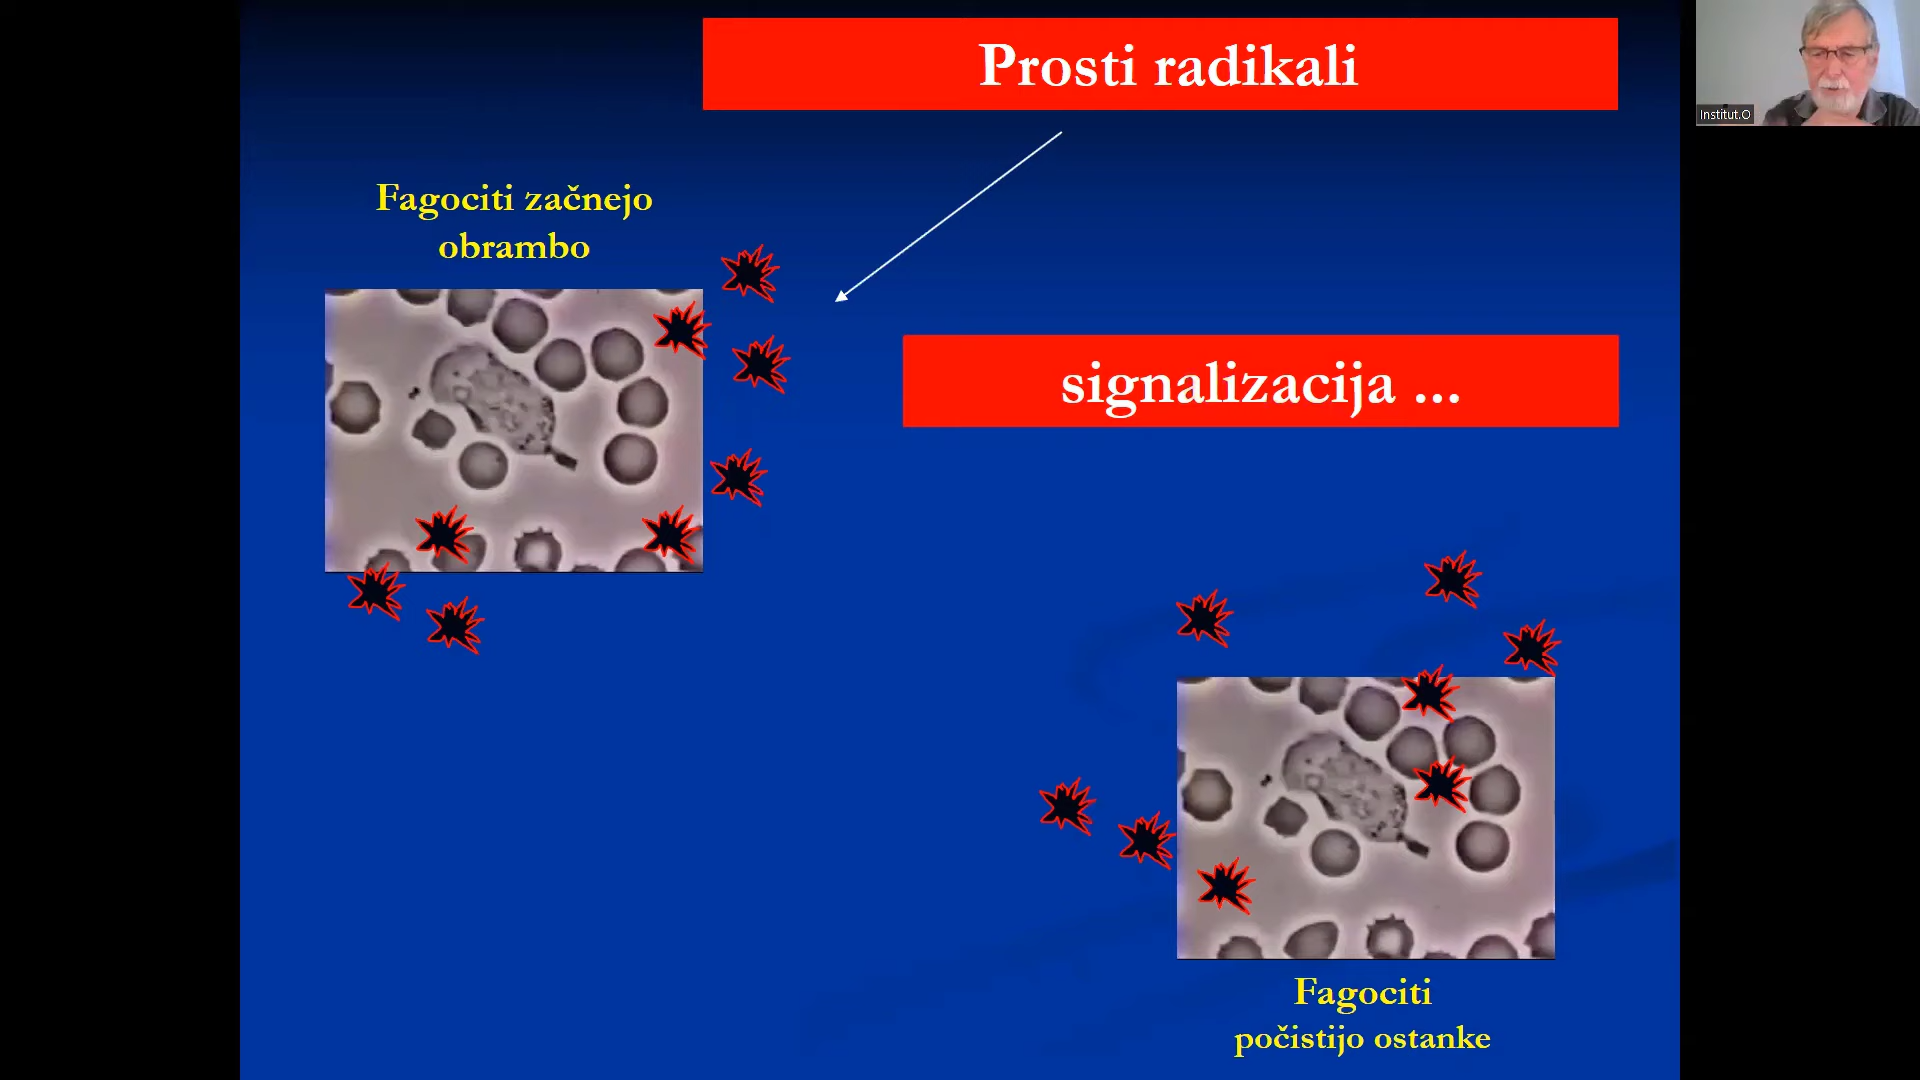 Prosti radikali
Institut.O
Fagociti začnejo
obrambo
signalizacija ...
Fagociti
počistijo ostanke